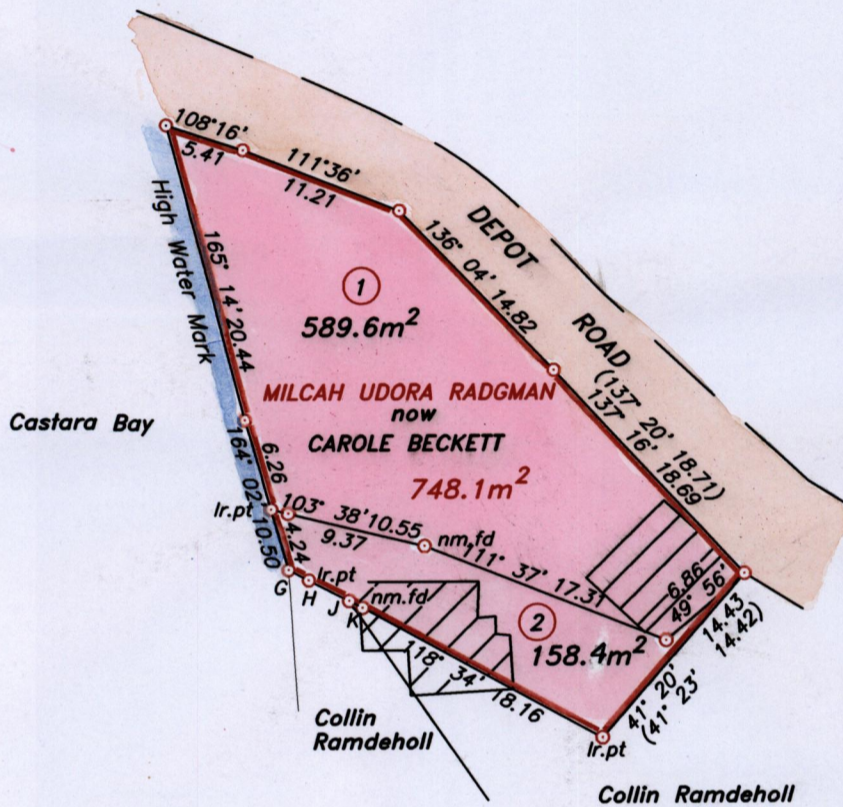 108°16'
5.41
111°36'
11.21
DEPOT
ROAD
136° 04' 14.82
(137° 20' 18.71)
137° 16' 18.69
High Water Mark
165° 14' 20.44
1
589.6m²
MILCAH UDORA RADGMAN
now
CAROLE BECKETT
748.1m²
Castara Bay
6.26
164° 02' 10.50
Ir.pt
4.24
103° 38' 10.55
9.37
nm.fd
111° 37' 17.31
6.86
49° 56'
14.43
14.42)
41° 20'
(41° 23'
G
H
Ir.pt
J
K
nm.fd
2
158.4m²
118° 34' 18.16
Ir.pt
Collin
Ramdeholl
Collin Ramdeholl